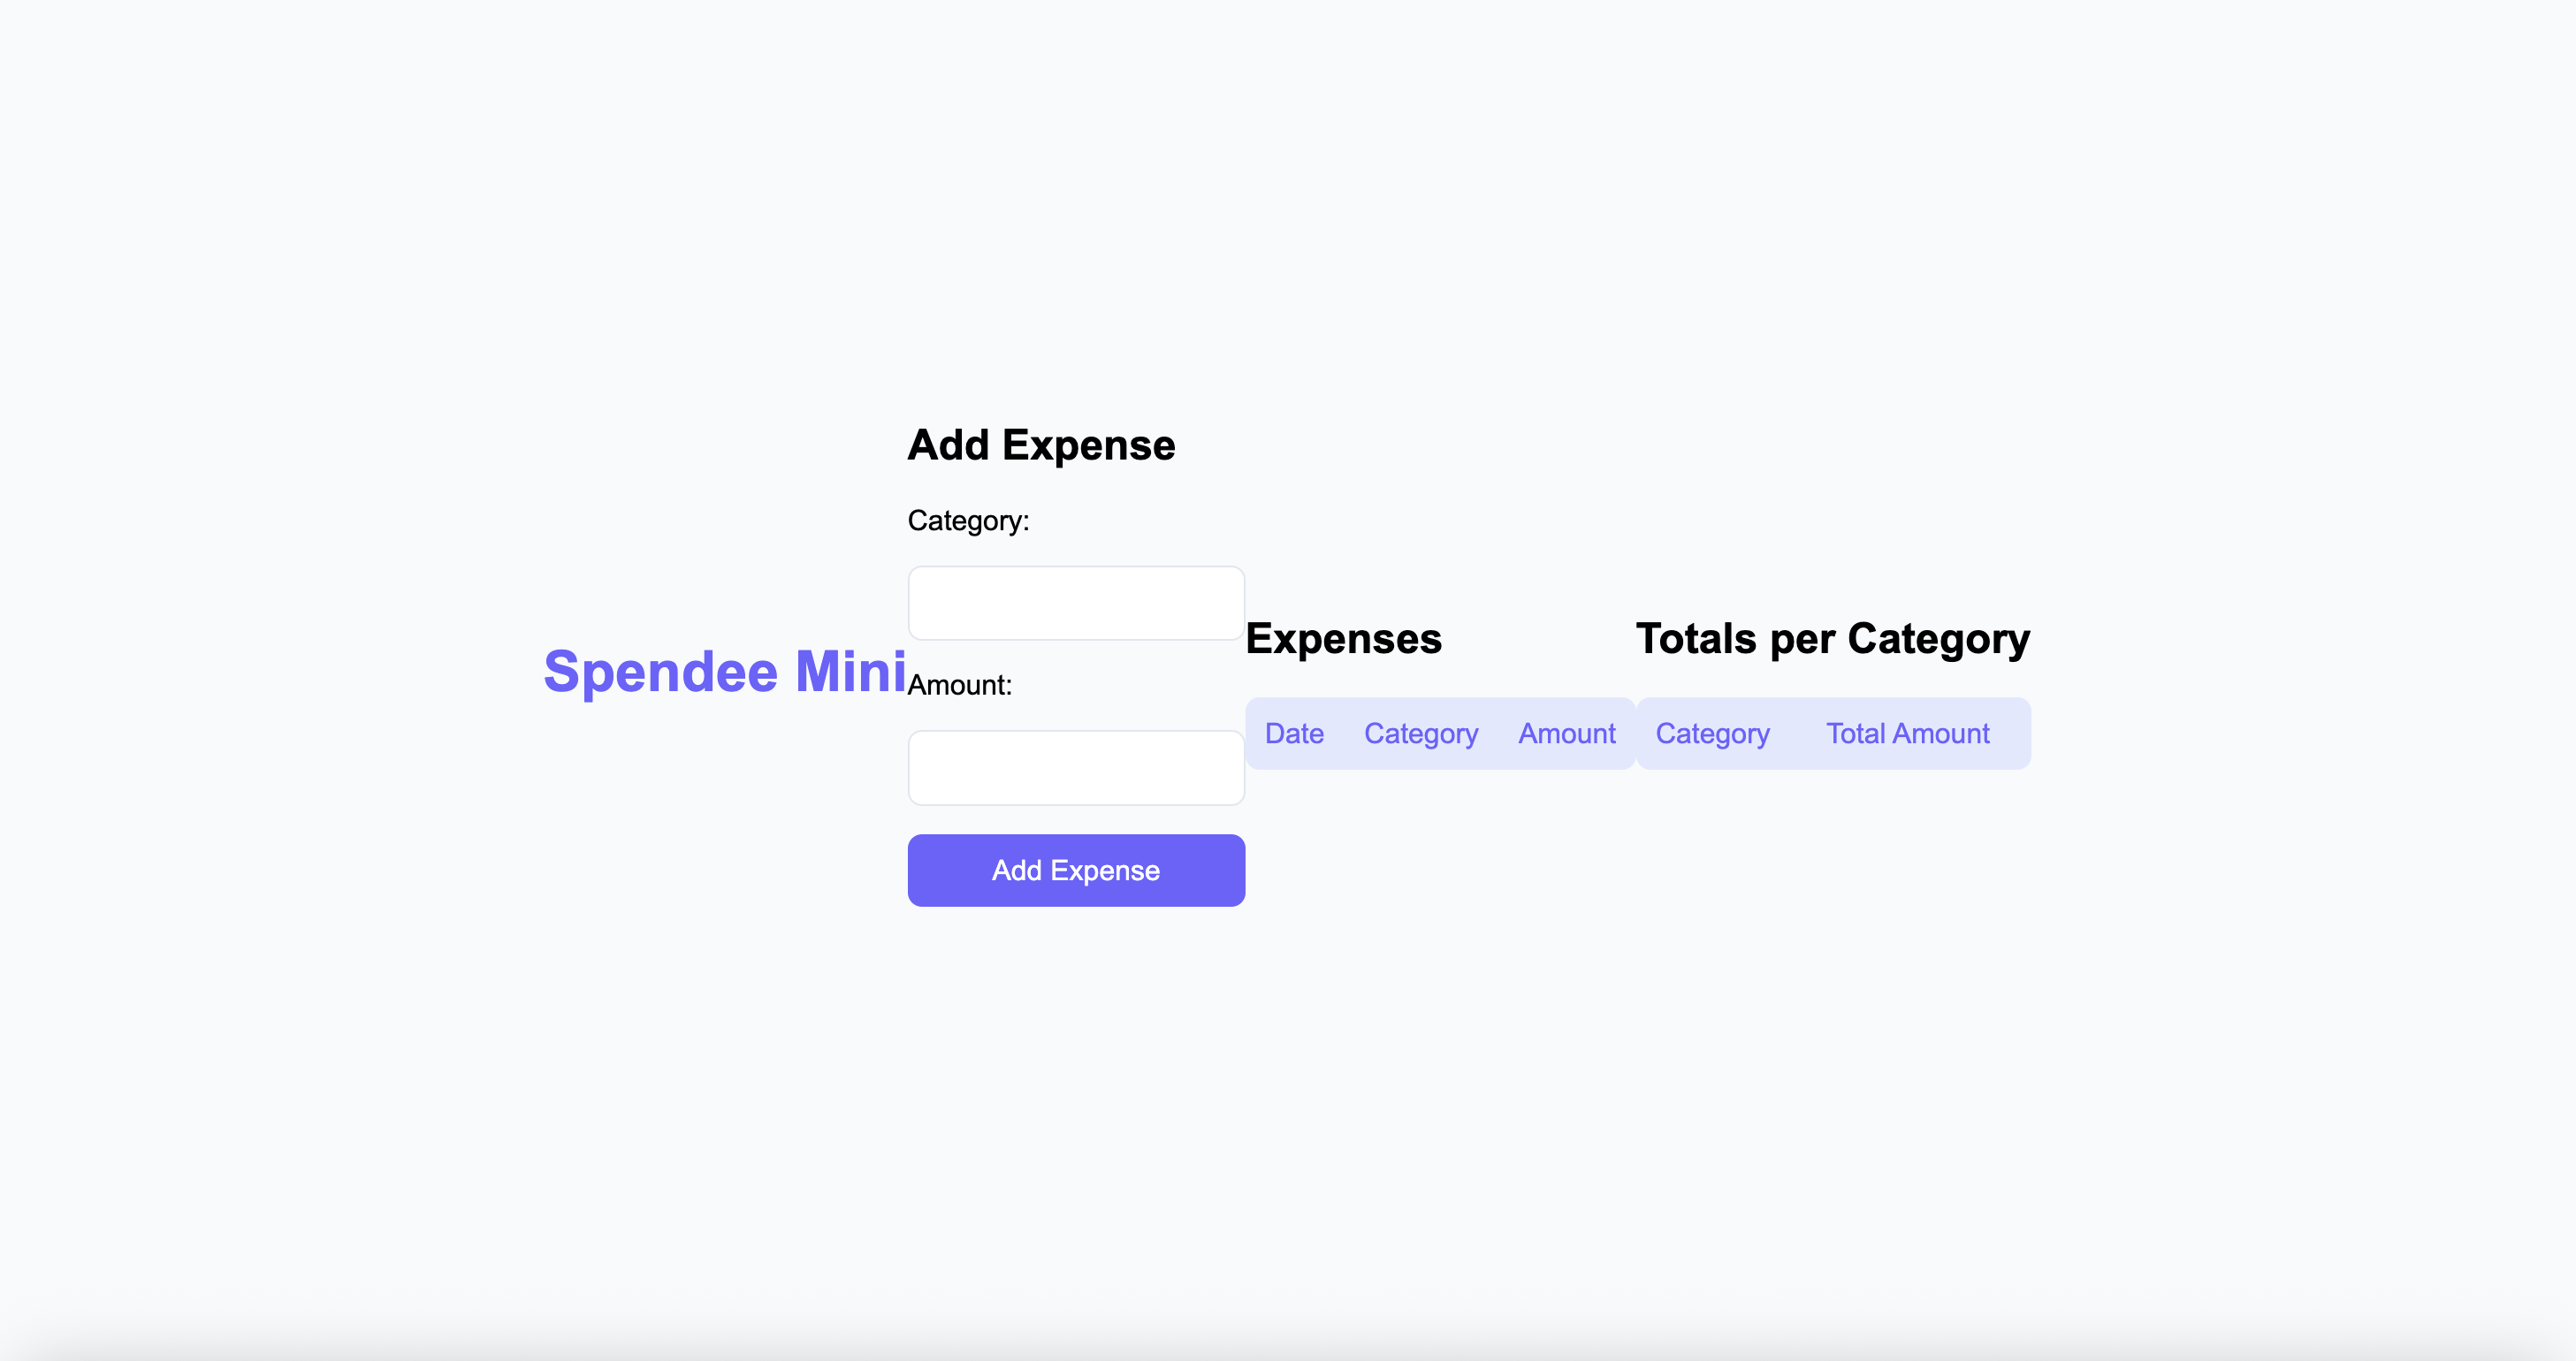 Spendee Mini
Add Expense
Category:
Amount:
Add Expense
Expenses
Date Category Amount
Totals per Category
Category Total Amount